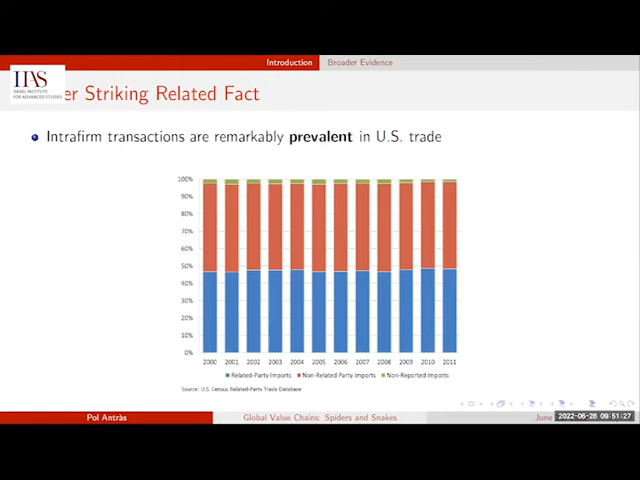 Introduction Broader Evidence
IIAS
ISRAEL INSTITUTE
FOR ADVANCED STUDIES
er Striking Related Fact
Intrafirm transactions are remarkably prevalent in U.S. trade
100%
90%
80%
70%
60%
50%
40%
30%
20%
10%
0%
2000 2001 2002 2003 2004 2005 2006 2007 2008 2009 2010 2011
Related-Party Imports Non-Related Party Imports Non-Reported Imports
Source: U.S. Census Related-Party Trade Database
Pol Antràs Global Value Chains: Spiders and Snakes June 2022-06-28 09:51:27